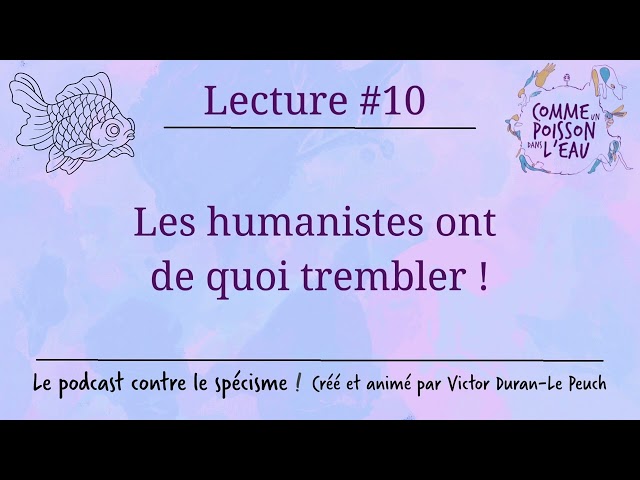 Lecture #10
COMME UN
POISSON
DANS L'EAU
Les humanistes ont
de quoi trembler !
Le podcast contre le spécisme ! Créé et animé par Victor Duran-Le Peuch